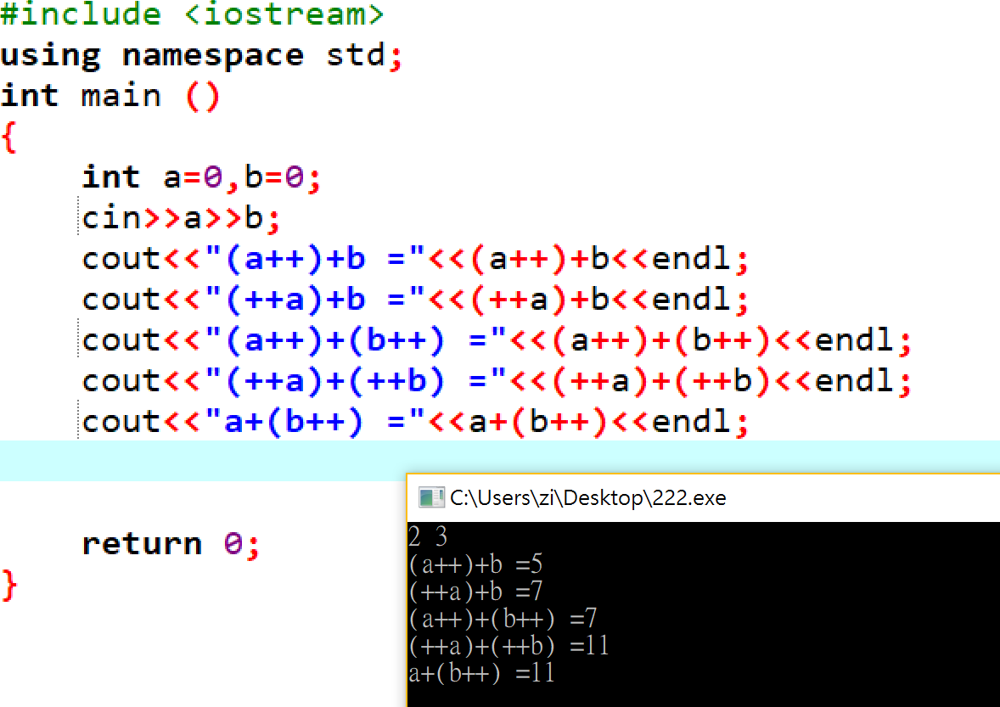 #include <iostream>
using namespace std;
int main ()
{
int a=0,b=0;
cin>>a>>b;
cout<<"(a++)+b ="<<(a++)+b<<endl;
cout<<"(++a)+b ="<<(++a)+b<<endl;
cout<<"(a++)+(b++) ="<<(a++)+(b++)<<endl;
cout<<"(++a)+(++b) ="<<(++a)+(++b)<<endl;
cout<<"a+(b++) ="<<a+(b++)<<endl;
return 0;
}
C:\Users\zi\Desktop\222.exe
2 3
(a++)+b =5
(++a)+b =7
(a++)+(b++) =7
(++a)+(++b) =11
a+(b++) =11